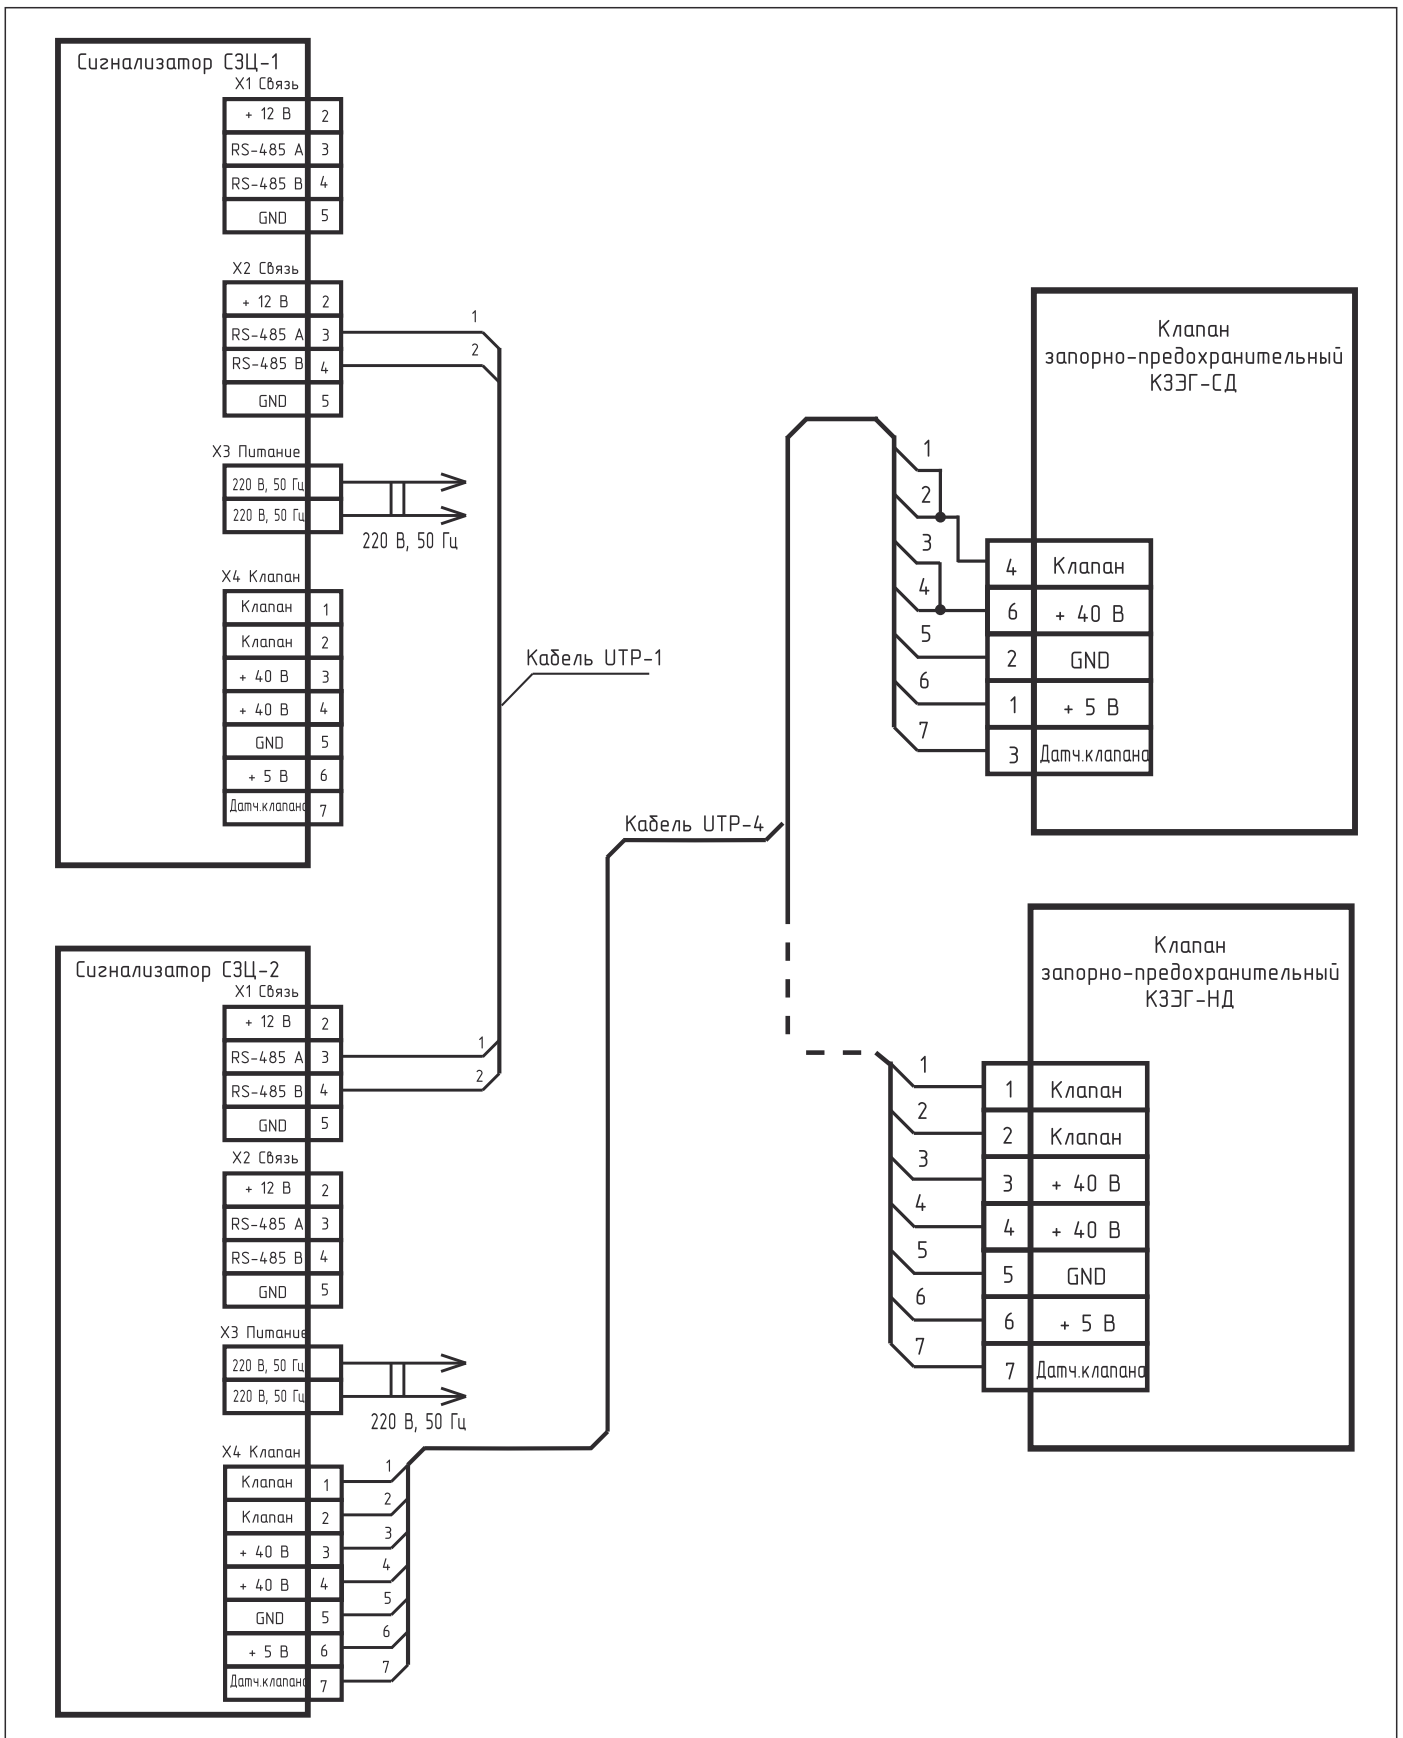 Сигнализатор СЗЦ-1
X1 Связь
+ 12 В 2
RS-485 A 3
RS-485 B 4
GND 5
X2 Связь
+ 12 В 2
RS-485 A 3
RS-485 B 4
GND 5
1
2
X3 Питание
220 В, 50 Гц
220 В, 50 Гц
220 В, 50 Гц
X4 Клапан
Клапан 1
Клапан 2
+ 40 В 3
+ 40 В 4
GND 5
+ 5 В 6
Датч.клапана 7
Кабель UTP-1
Кабель UTP-4
Клапан
запорно-предохранительный
КЗЭГ-СД
1
2
3
4
5
6
7
4 Клапан
6 + 40 В
2 GND
1 + 5 В
3 Датч.клапана
Сигнализатор СЗЦ-2
X1 Связь
+ 12 В 2
RS-485 A 3
RS-485 B 4
GND 5
1
2
X2 Связь
+ 12 В 2
RS-485 A 3
RS-485 B 4
GND 5
X3 Питание
220 В, 50 Гц
220 В, 50 Гц
220 В, 50 Гц
X4 Клапан
Клапан 1
Клапан 2
+ 40 В 3
+ 40 В 4
GND 5
+ 5 В 6
Датч.клапана 7
1
2
3
4
5
6
7
Клапан
запорно-предохранительный
КЗЭГ-НД
1
2
3
4
5
6
7
1 Клапан
2 Клапан
3 + 40 В
4 + 40 В
5 GND
6 + 5 В
7 Датч.клапана